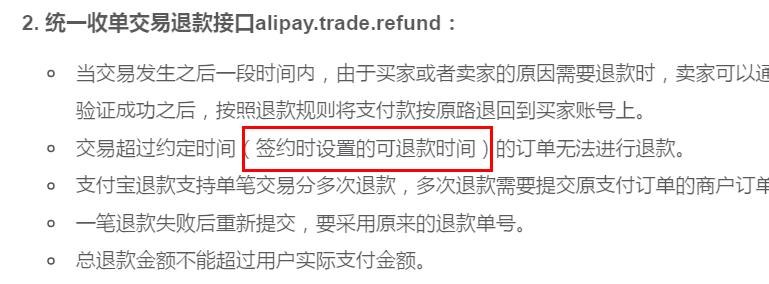 2. 统一收单交易退款接口alipay.trade.refund：
当交易发生之后一段时间内，由于买家或者卖家的原因需要退款时，卖家可以通
验证成功之后，按照退款规则将支付款按原路退回到买家账号上。
交易超过约定时间（签约时设置的可退款时间）的订单无法进行退款。
支付宝退款支持单笔交易分多次退款，多次退款需要提交原支付订单的商户订单
一笔退款失败后重新提交，要采用原来的退款单号。
总退款金额不能超过用户实际支付金额。